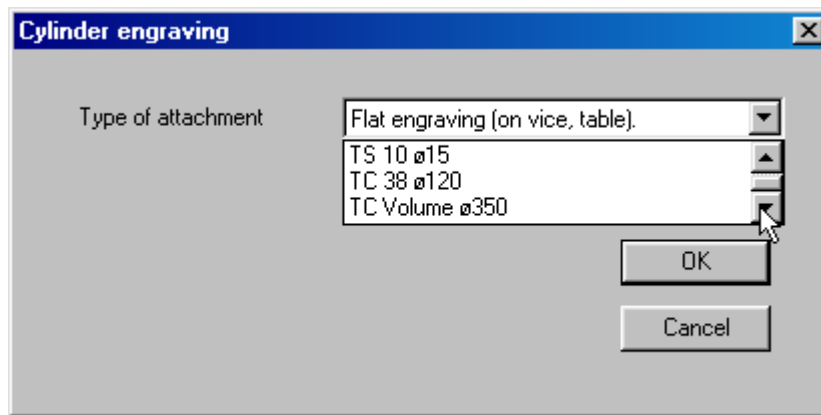 Cylinder engraving
Type of attachment
Flat engraving (on vice, table).
TS 10 ø15
TC 38 ø120
TC Volume ø350
OK
Cancel